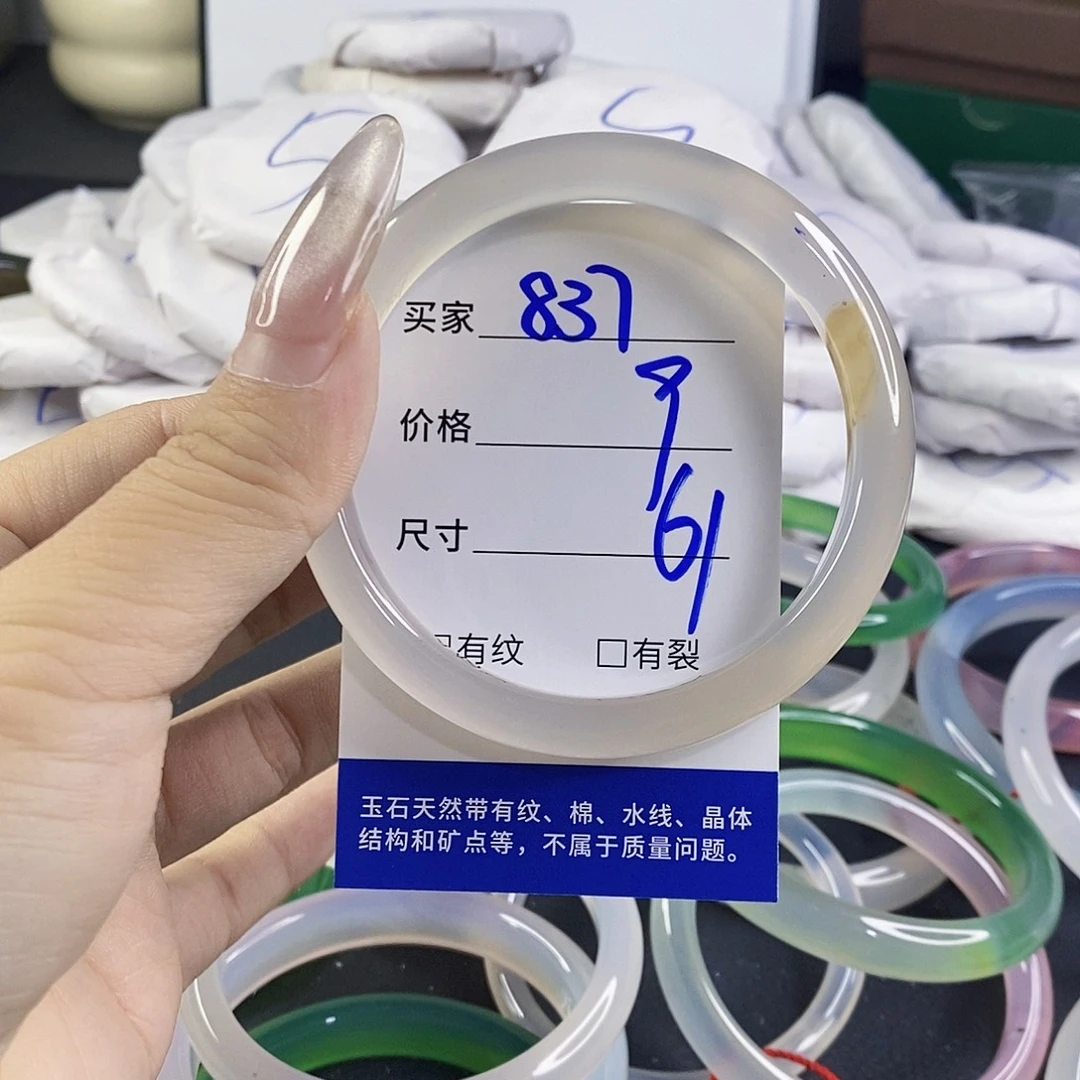 5
买家 837
价格 9
尺寸 61
□有纹 □有裂
玉石天然带有纹、棉、水线、晶体
结构和矿点等，不属于质量问题。